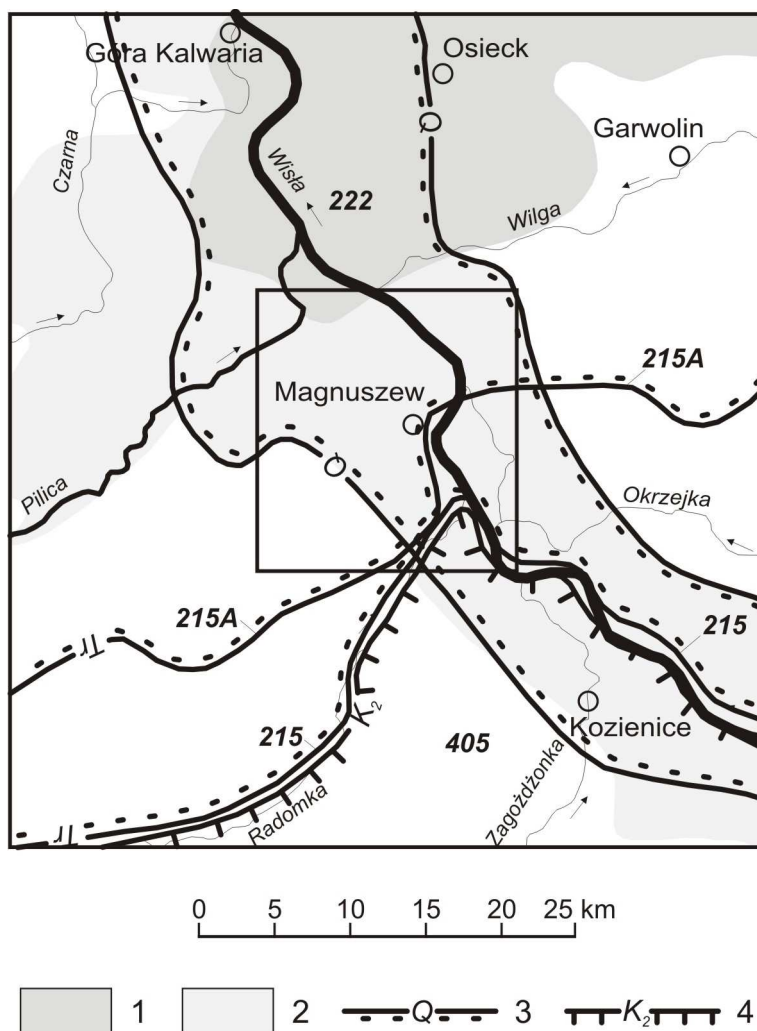 Góra Kalwaria
Osieck
Czarna
Q
Garwolin
Wisła
222
Wilga
215A
Magnuszew
Q
Pilica
Okrzejka
215A
Tr
215
K₂
215
405
Kozienice
Zagożdżonka
Radomka
Tr
0 5 10 15 20 25 km
1 2 Q 3 K₂ 4